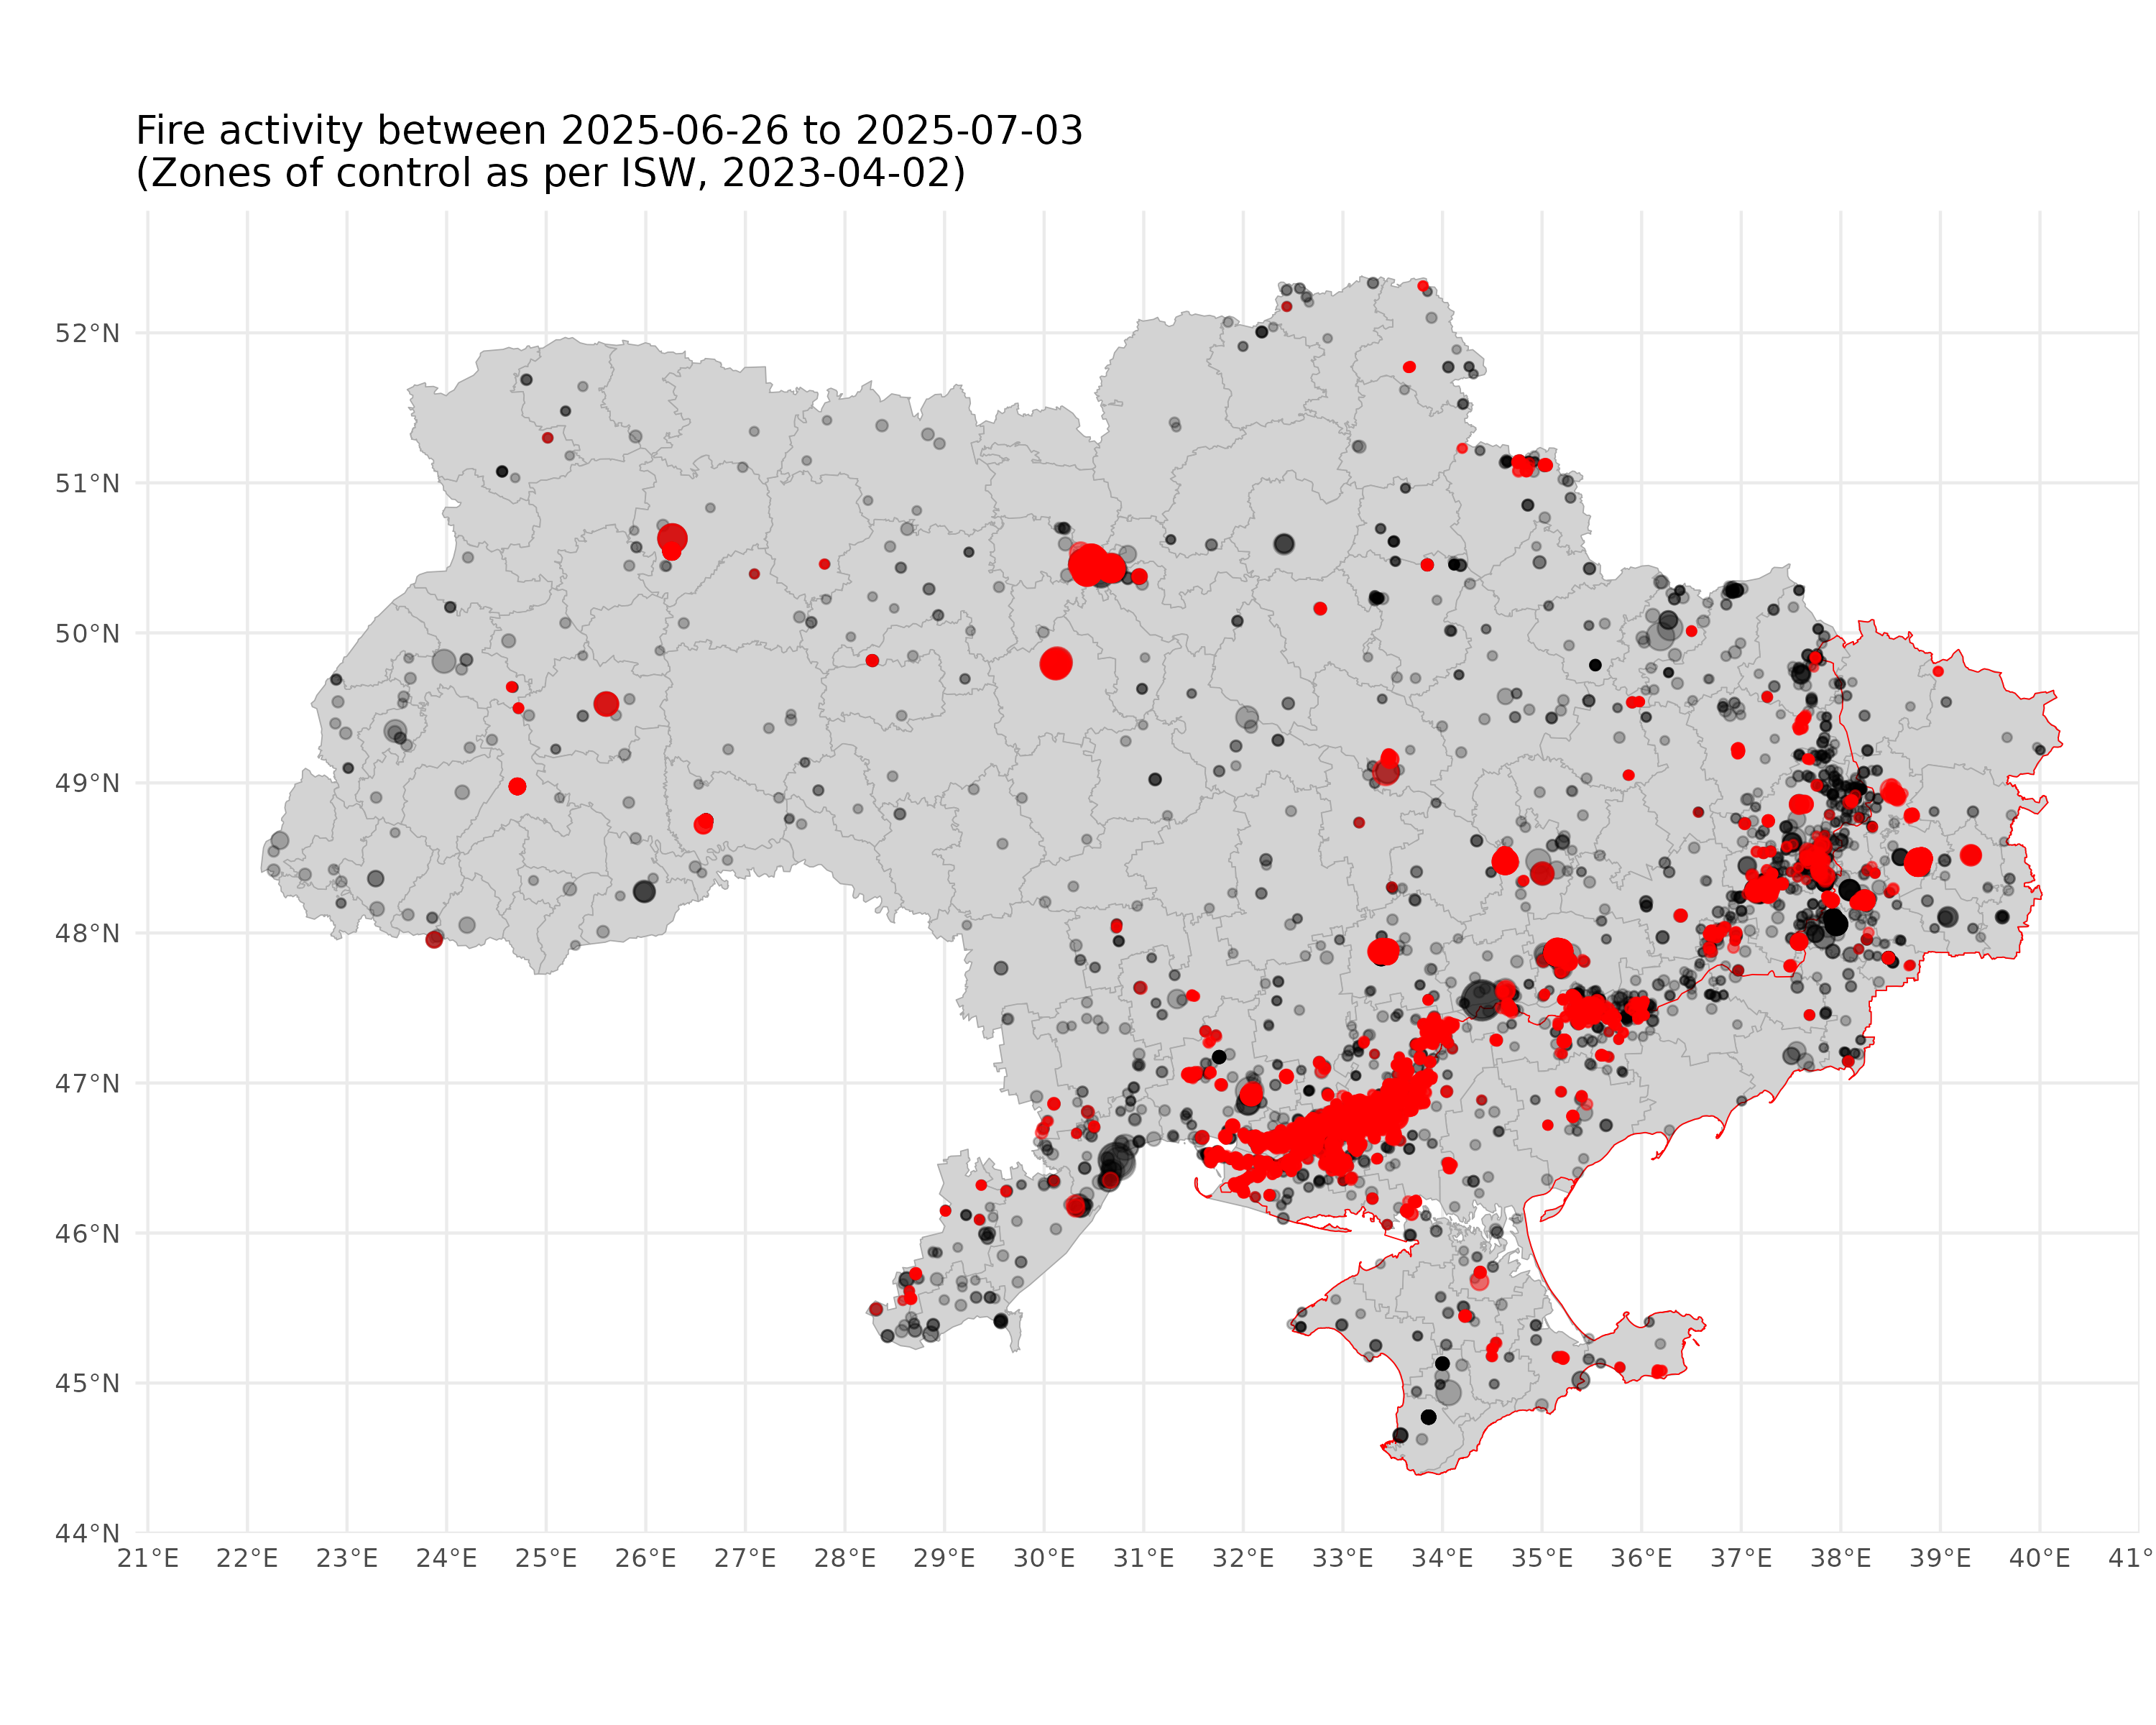 Fire activity between 2025-06-26 to 2025-07-03
(Zones of control as per ISW, 2023-04-02)
52°N
51°N
50°N
49°N
48°N
47°N
46°N
45°N
44°N
21°E 22°E 23°E 24°E 25°E 26°E 27°E 28°E 29°E 30°E 31°E 32°E 33°E 34°E 35°E 36°E 37°E 38°E 39°E 40°E 41°